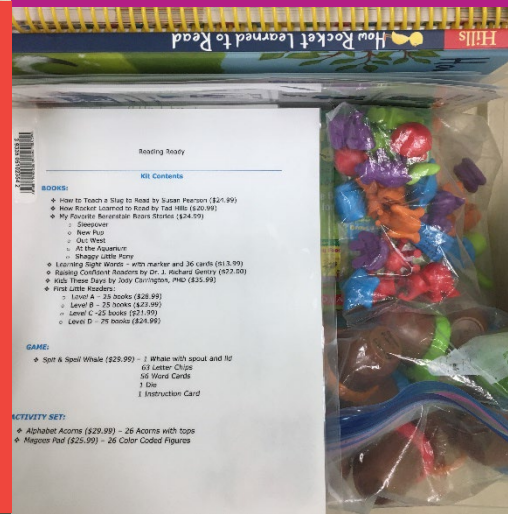 Hills
How Rocket Learned to Read
Reading Ready
Kit Contents
BOOKS:
❖ How to Teach a Slug to Read by Susan Pearson ($24.99)
❖ How Rocket Learned to Read by Tad Hills ($20.99)
❖ My Favorite Berenstain Bears Stories ($24.99)
o Sleepover
o New Pup
o Out West
o At the Aquarium
o Shaggy Little Pony
❖ Learning Sight Words – with marker and 36 cards ($13.99)
❖ Raising Confident Readers by Dr. J. Richard Gentry ($22.00)
❖ Kids These Days by Jody Carrington, PHD ($35.99)
❖ First Little Readers:
o Level A – 25 books ($28.99)
o Level B – 25 books ($23.99)
o Level C -25 books ($21.99)
o Level D – 25 books ($24.99)
GAME:
❖ Spit & Spell Whale ($29.99) – 1 Whale with spout and lid
63 Letter Chips
56 Word Cards
1 Die
1 Instruction Card
ACTIVITY SET:
❖ Alphabet Acorns ($29.99) – 26 Acorns with tops
❖ Magees Pad ($25.99) – 26 Color Coded Figures